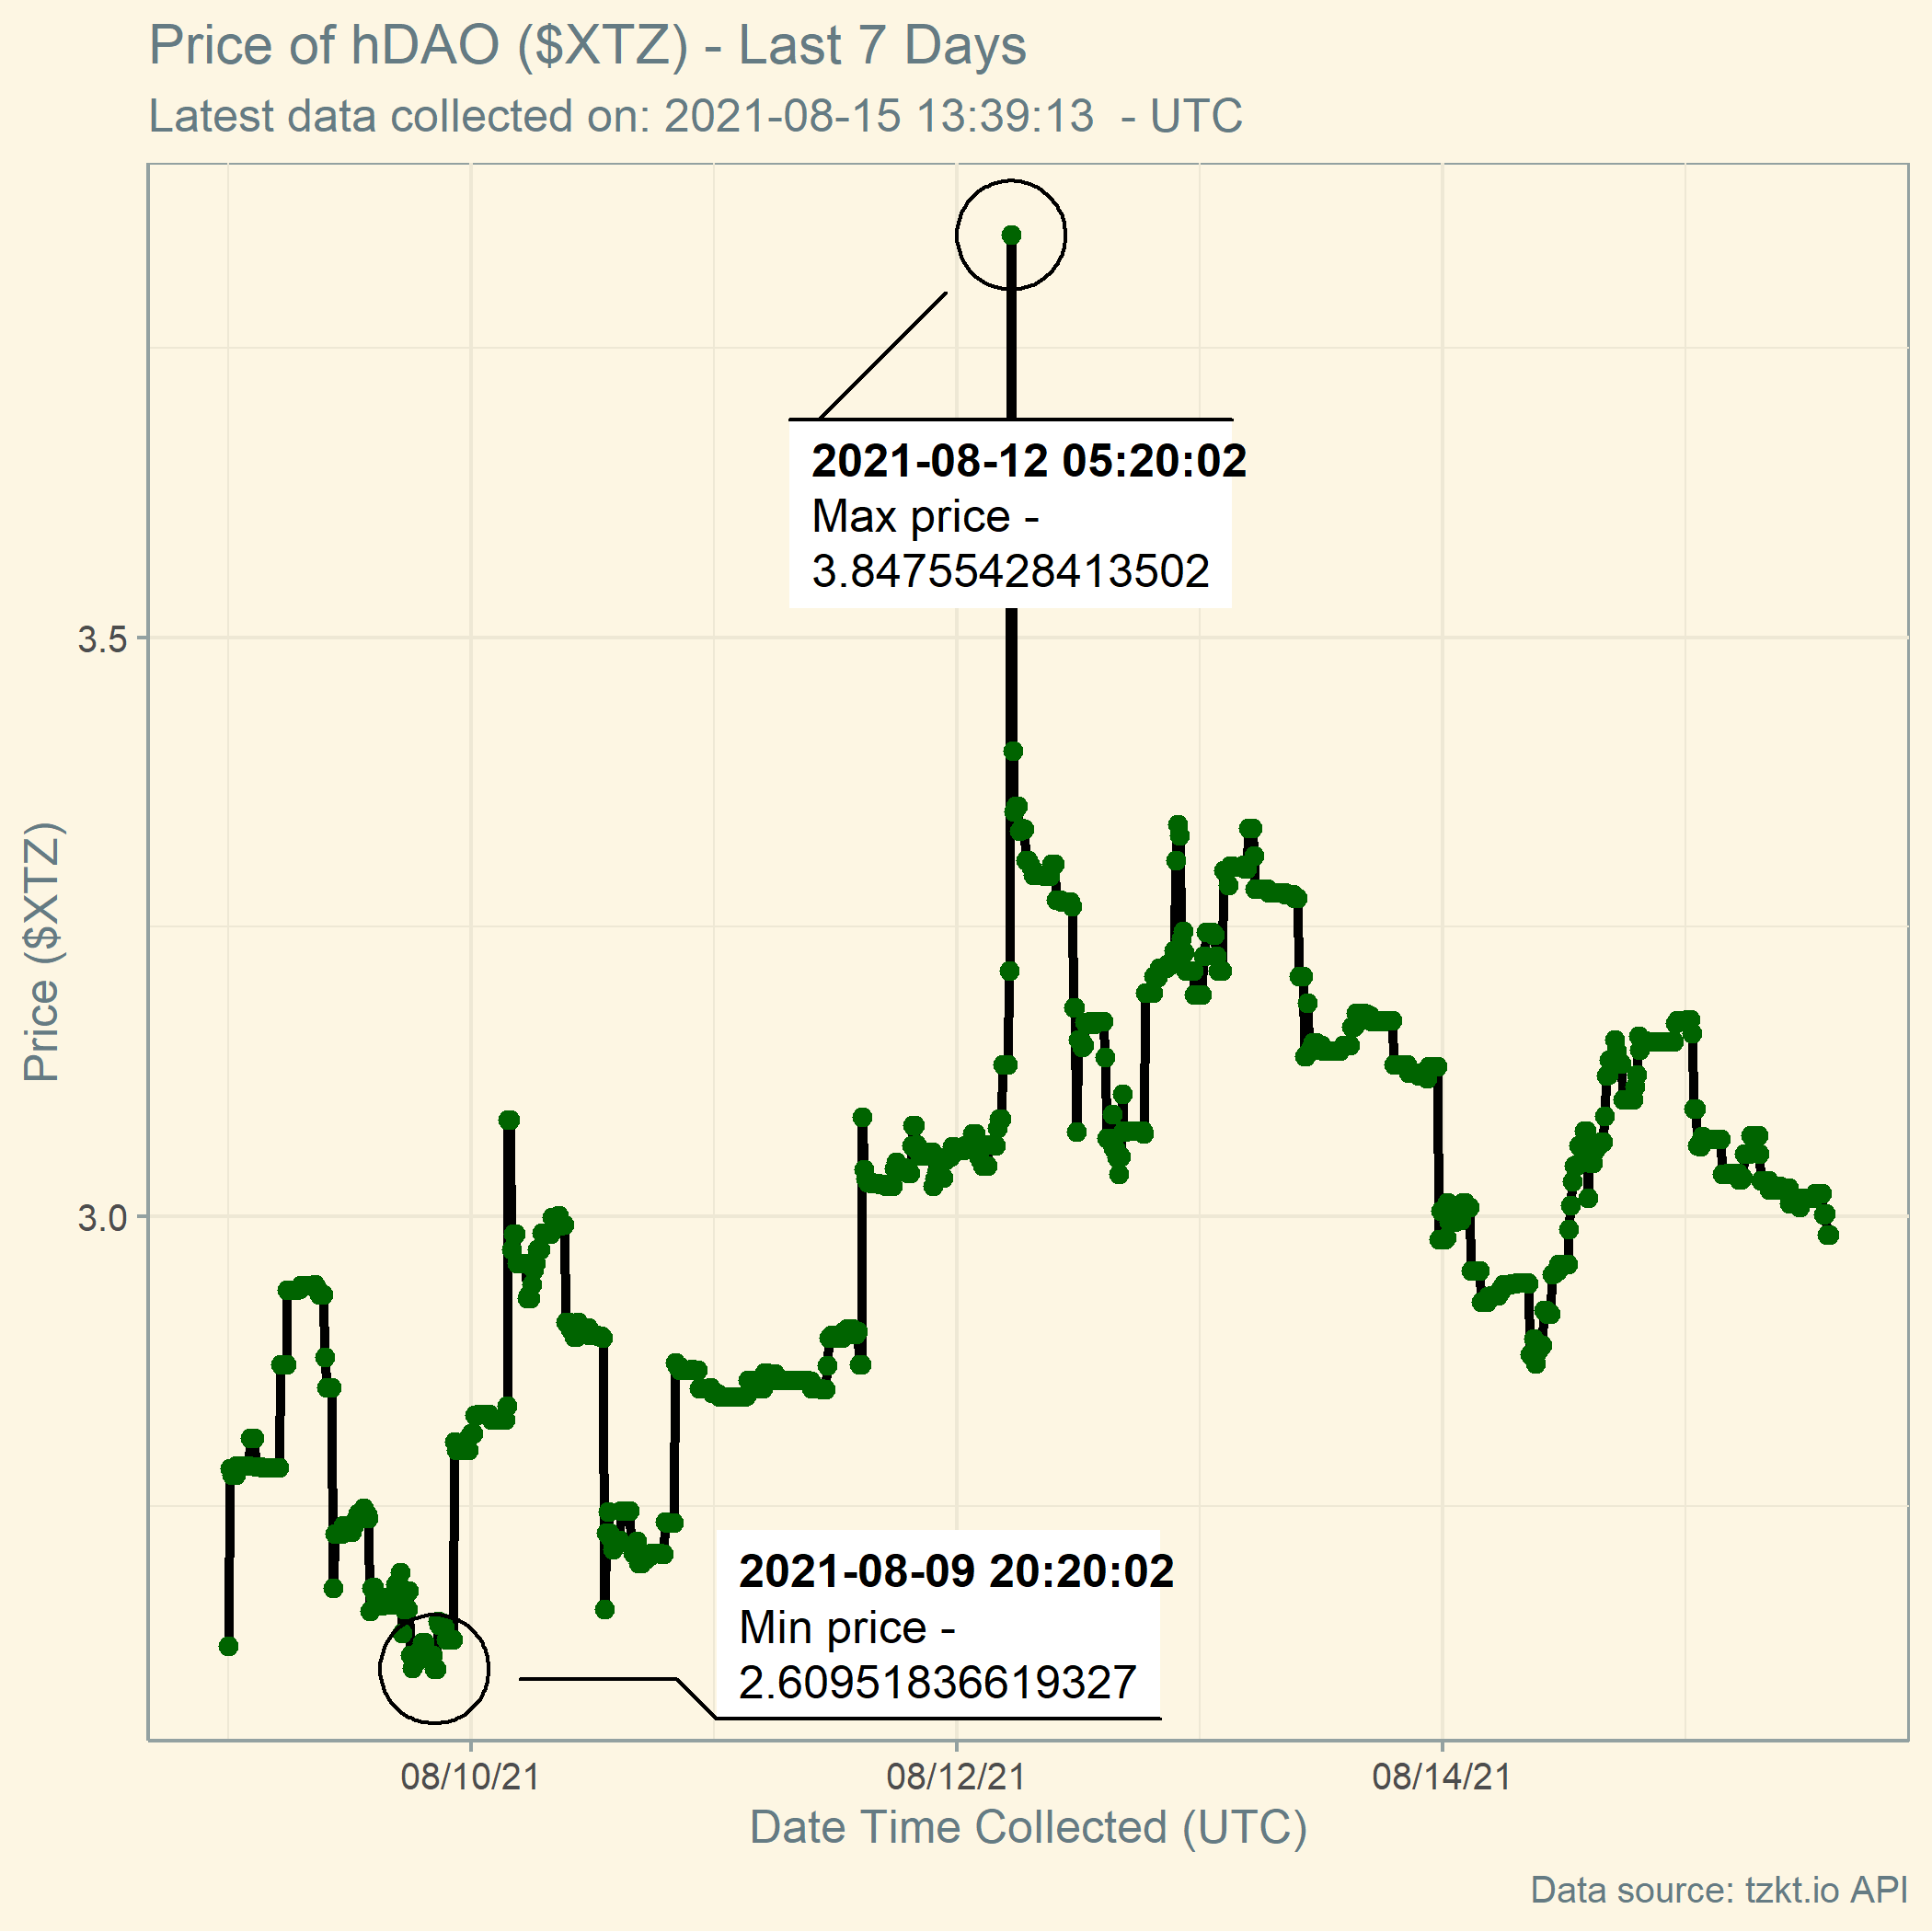 Price of hDAO ($XTZ) - Last 7 Days
Latest data collected on: 2021-08-15 13:39:13  - UTC
2021-08-12 05:20:02
Max price -
3.84755428413502
3.5
Price ($XTZ)
3.0
2021-08-09 20:20:02
Min price -
2.60951836619327
08/10/21
08/12/21
08/14/21
Date Time Collected (UTC)
Data source: tzkt.io API